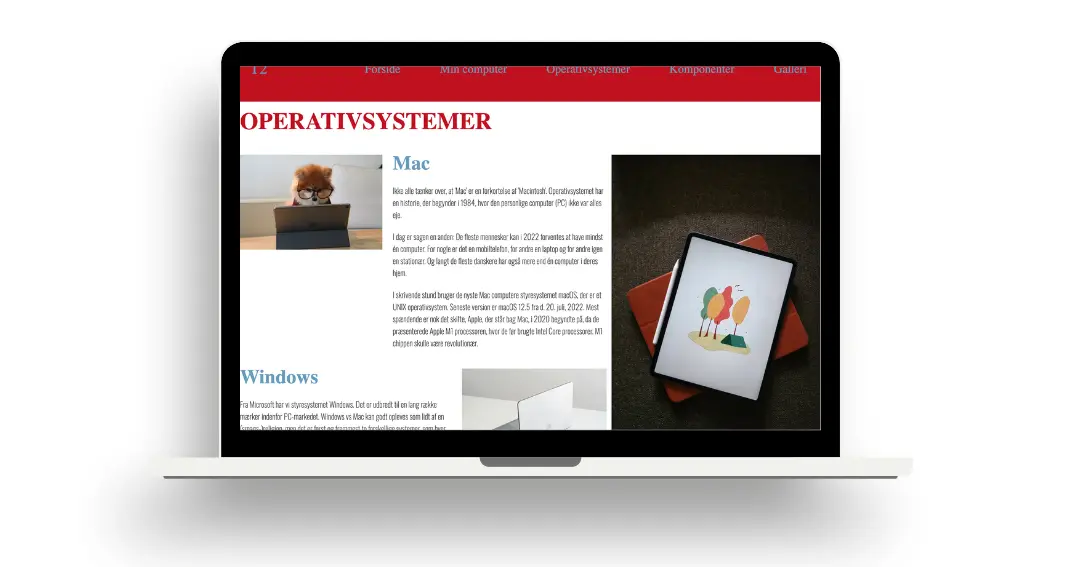 12 Forside Min computer Operativsystemer Komponenter Galleri
OPERATIVSYSTEMER
Mac
Ikke alle tænker over, at 'Mac' er en forkortelse af 'Macintosh'. Operativsystemet har
en historie, der begynder i 1984, hvor den personlige computer (PC) ikke var alles
eje.
I dag er sagen en anden: De fleste mennesker kan i 2022 forventes at have mindst
én computer. For nogle er det en mobiltelefon, for andre en laptop og for andre igen
en stationær. Og langt de fleste danskere har også mere end én computer i deres
hjem.
I skrivende stund bruger de nyste Mac computere styresystemet macOS, der er et
UNIX operativsystem. Seneste version er macOS 12.5 fra d. 20. juli, 2022. Mest
spændende er nok det skifte, Apple, der står bag Mac, i 2020 begyndte på, da de
præsenterede Apple M1 processoren, hvor de før brugte Intel Core processorer. M1
chippen skulle være revolutionær.
Windows
Fra Microsoft har vi styresystemet Windows. Det er udbredt til en lang række
mærker indenfor PC-markedet. Windows vs Mac kan godt opleves som lidt af en